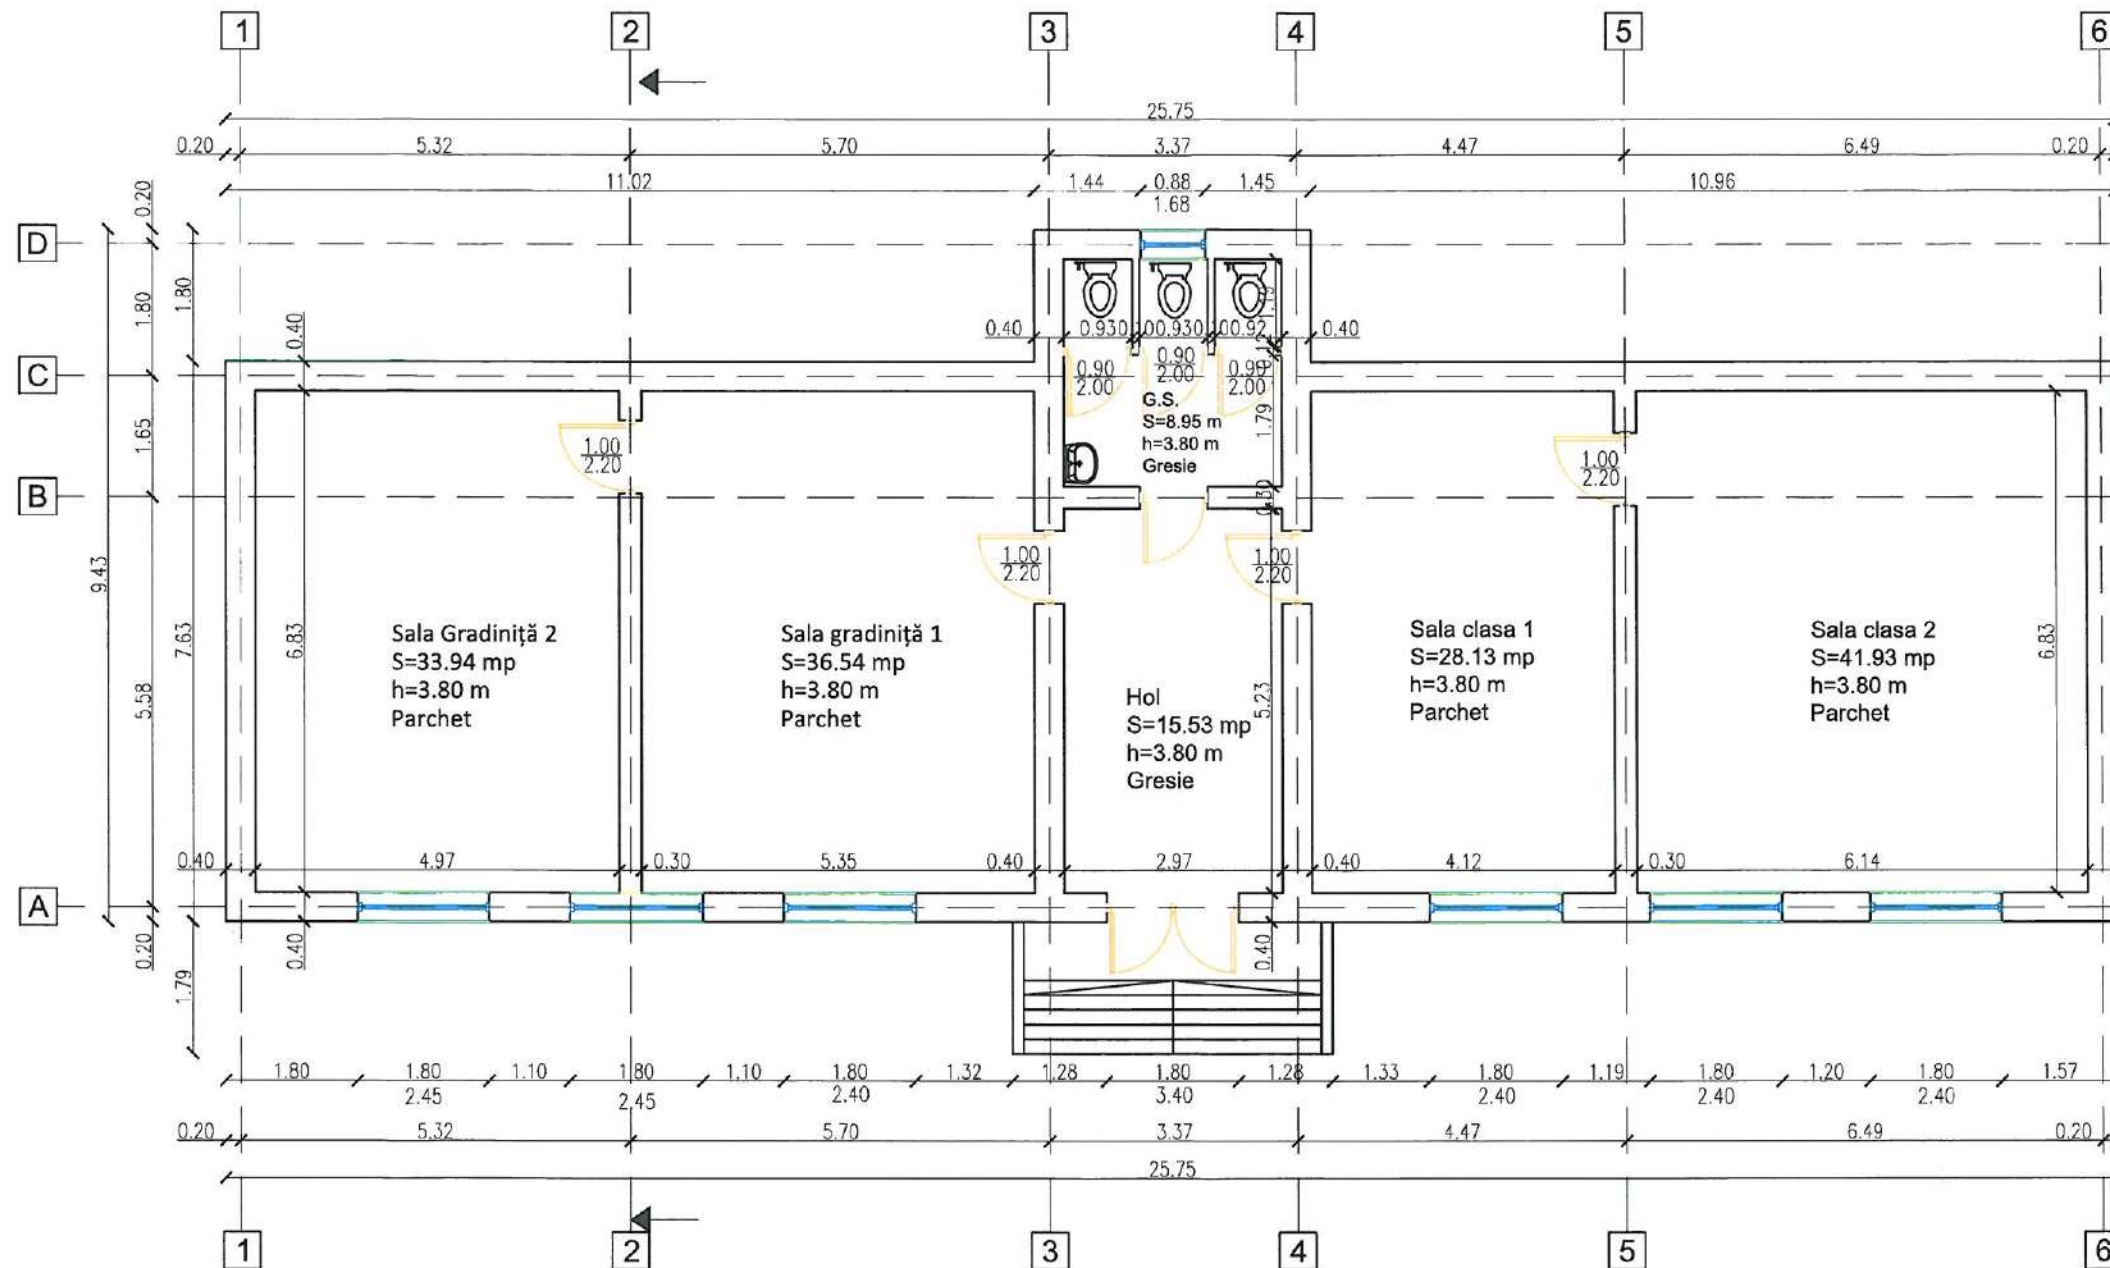 1 2 3 4 5 6
25.75
0.20 5.32 5.70 3.37 4.47 6.49 0.20
11.02 1.44 0.88 1.45 10.96
1.68
0.20
D
1.80 1.80
0.40
0.40 0.93 0.93 0.92 0.40
C
0.90 0.90 0.90
2.00 2.00 2.00
G.S.
S=8.95 m
h=3.80 m
Gresie
1.79
1.65
1.00
2.20
1.00
2.20
B
0.30
1.00
2.20
1.00
2.20
9.43
7.63
5.58
6.83
Sala Gradiniță 2
S=33.94 mp
h=3.80 m
Parchet
Sala gradiniță 1
S=36.54 mp
h=3.80 m
Parchet
Hol
S=15.53 mp
h=3.80 m
Gresie
5.23
Sala clasa 1
S=28.13 mp
h=3.80 m
Parchet
Sala clasa 2
S=41.93 mp
h=3.80 m
Parchet
6.83
0.40 4.97 0.30 5.35 0.40 2.97 0.40 4.12 0.30 6.14
A
0.20 0.40 0.40
1.79
1.80 1.80 1.10 1.80 1.10 1.80 1.32 1.28 1.80 1.28 1.33 1.80 1.19 1.80 1.20 1.80 1.57
2.45 2.45 2.40 3.40 2.40 2.40 2.40
0.20 5.32 5.70 3.37 4.47 6.49 0.20
25.75
1 2 3 4 5 6